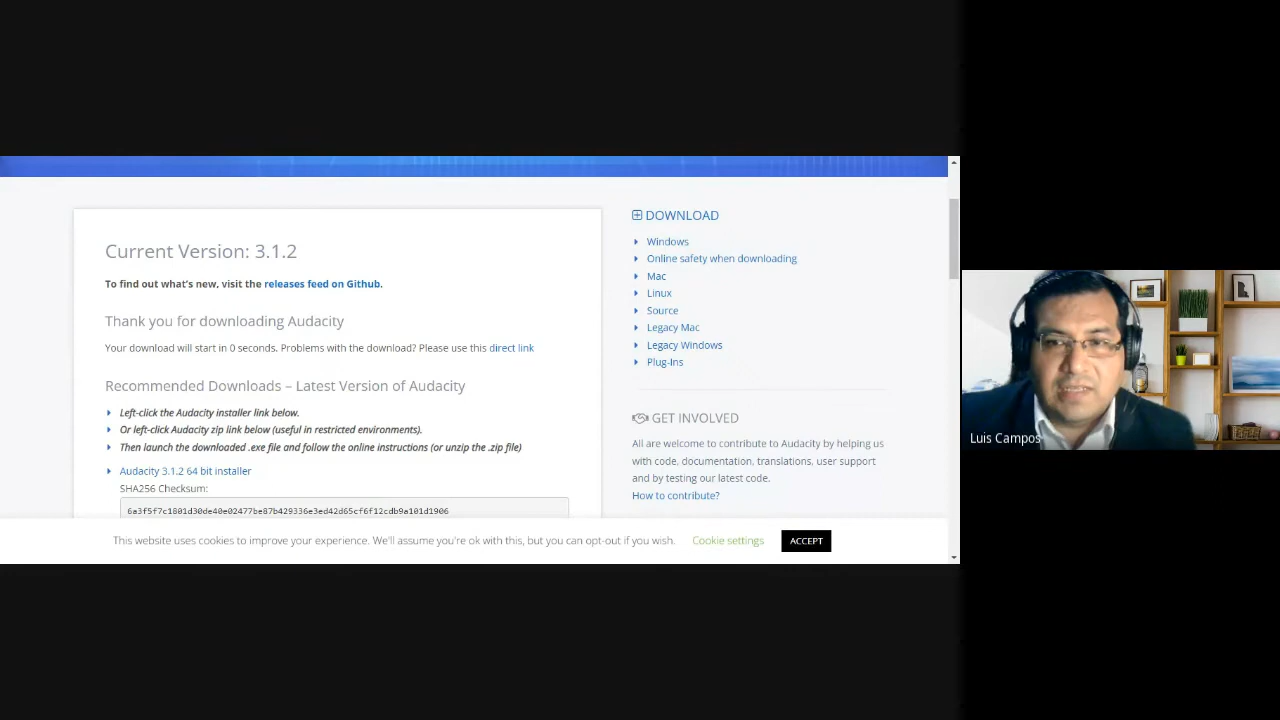 Current Version: 3.1.2
To find out what's new, visit the releases feed on Github.
Thank you for downloading Audacity
Your download will start in 0 seconds. Problems with the download? Please use this direct link
Recommended Downloads – Latest Version of Audacity
Left-click the Audacity installer link below.
Or left-click Audacity zip link below (useful in restricted environments).
Then launch the downloaded .exe file and follow the online instructions (or unzip the .zip file)
Audacity 3.1.2 64 bit installer
SHA256 Checksum:
6a3f5f7c1801d30de40e02477be87b429336e3ed42d65cf6f12cdb9a101d1906
DOWNLOAD
Windows
Online safety when downloading
Mac
Linux
Source
Legacy Mac
Legacy Windows
Plug-Ins
GET INVOLVED
All are welcome to contribute to Audacity by helping us
with code, documentation, translations, user support
and by testing our latest code.
How to contribute?
This website uses cookies to improve your experience. We'll assume you're ok with this, but you can opt-out if you wish. Cookie settings ACCEPT
Luis Campos